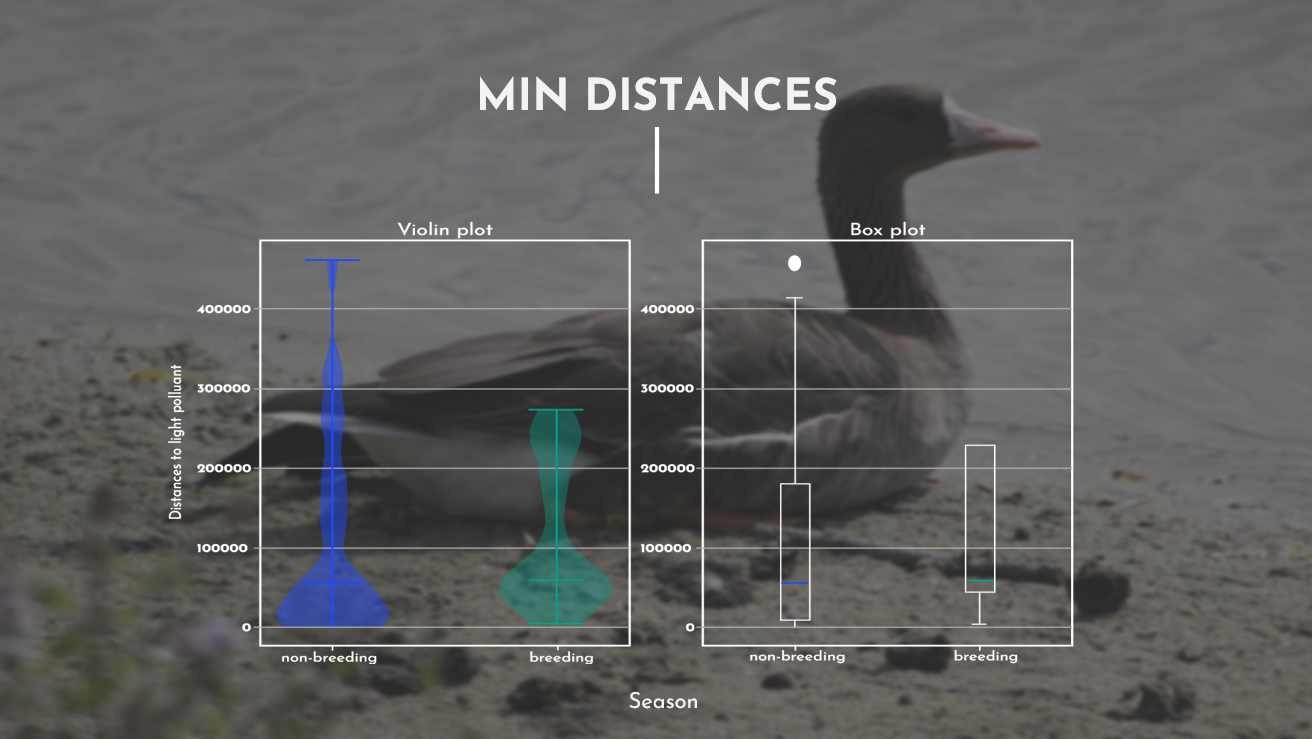 MIN DISTANCES
Violin plot
Box plot
Distances to light polluant
400000
300000
200000
100000
0
400000
300000
200000
100000
0
non-breeding
breeding
non-breeding
breeding
Season